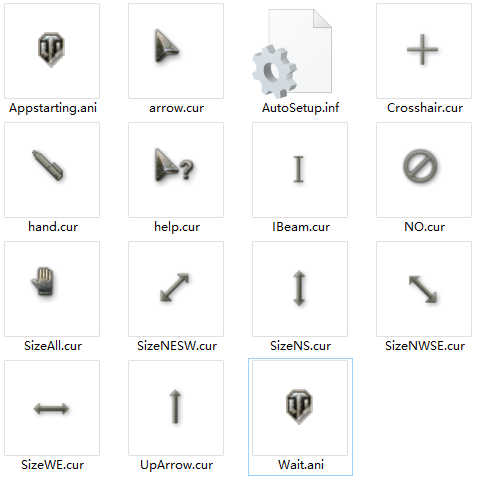 Appstarting.ani
arrow.cur
AutoSetup.inf
Crosshair.cur
hand.cur
help.cur
IBeam.cur
NO.cur
SizeAll.cur
SizeNESW.cur
SizeNS.cur
SizeNWSE.cur
SizeWE.cur
UpArrow.cur
Wait.ani